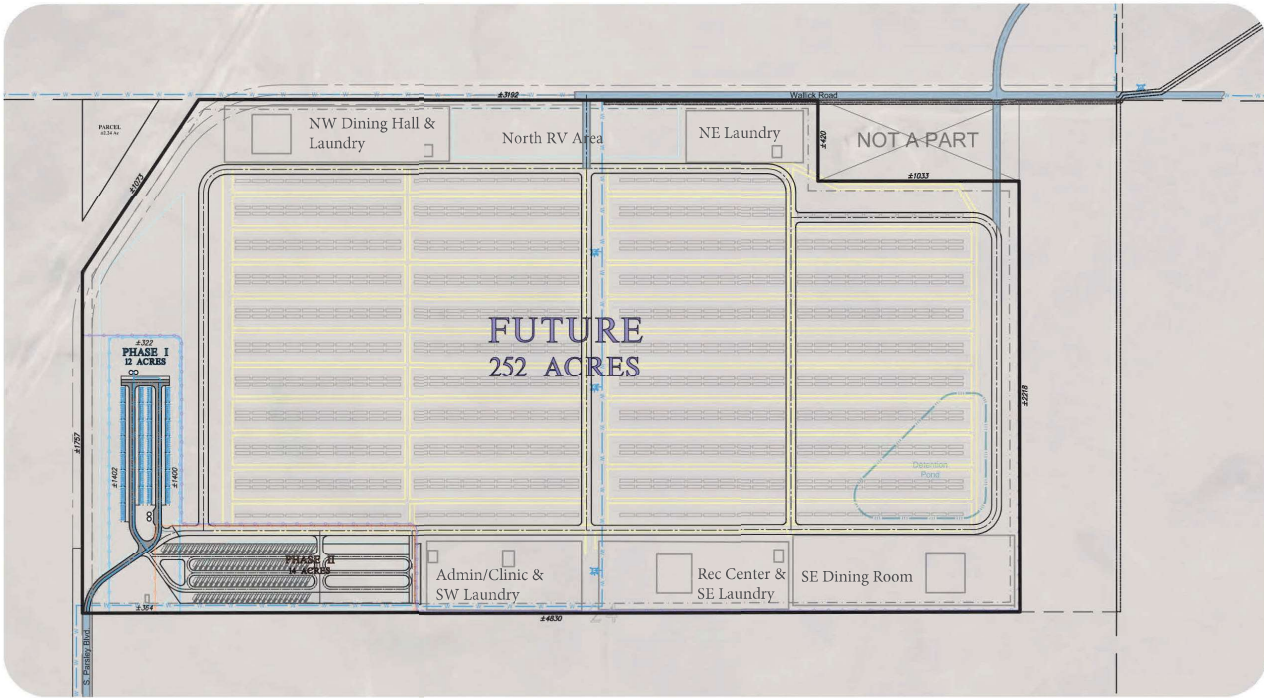 ±3192
Wallick Road
PARCEL
NW Dining Hall &
Laundry
North RV Area
NE Laundry
±420
NOT A PART
±1033
±1073
FUTURE
252 ACRES
±322
PHASE I
12 ACRES
±1402
±1400
±1757
±2218
Detention
Pond
PHASE II
14 ACRES
Admin/Clinic &
SW Laundry
Rec Center &
SE Laundry
SE Dining Room
±364
±4830
S. Parsley Blvd.